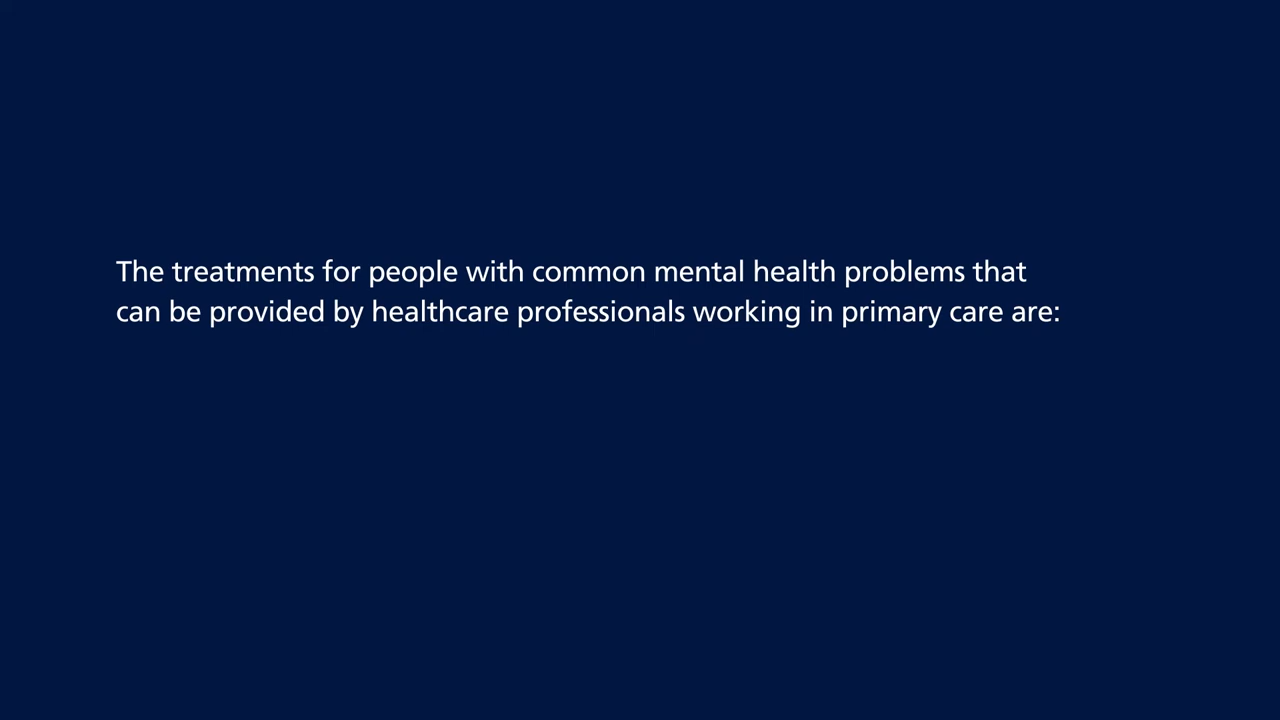 The treatments for people with common mental health problems that
can be provided by healthcare professionals working in primary care are: